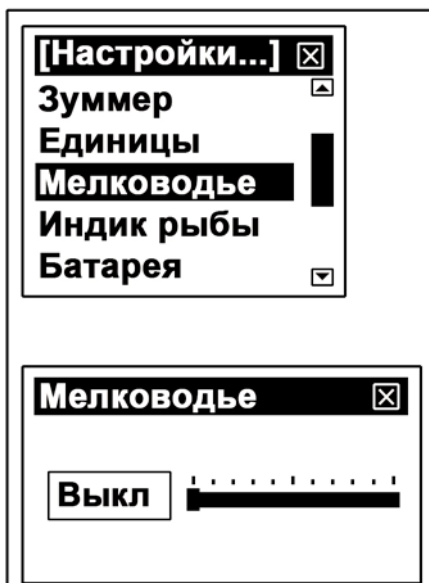 [Настройки...]
Зуммер
Единицы
Мелководье
Индик рыбы
Батарея
Мелководье
Выкл